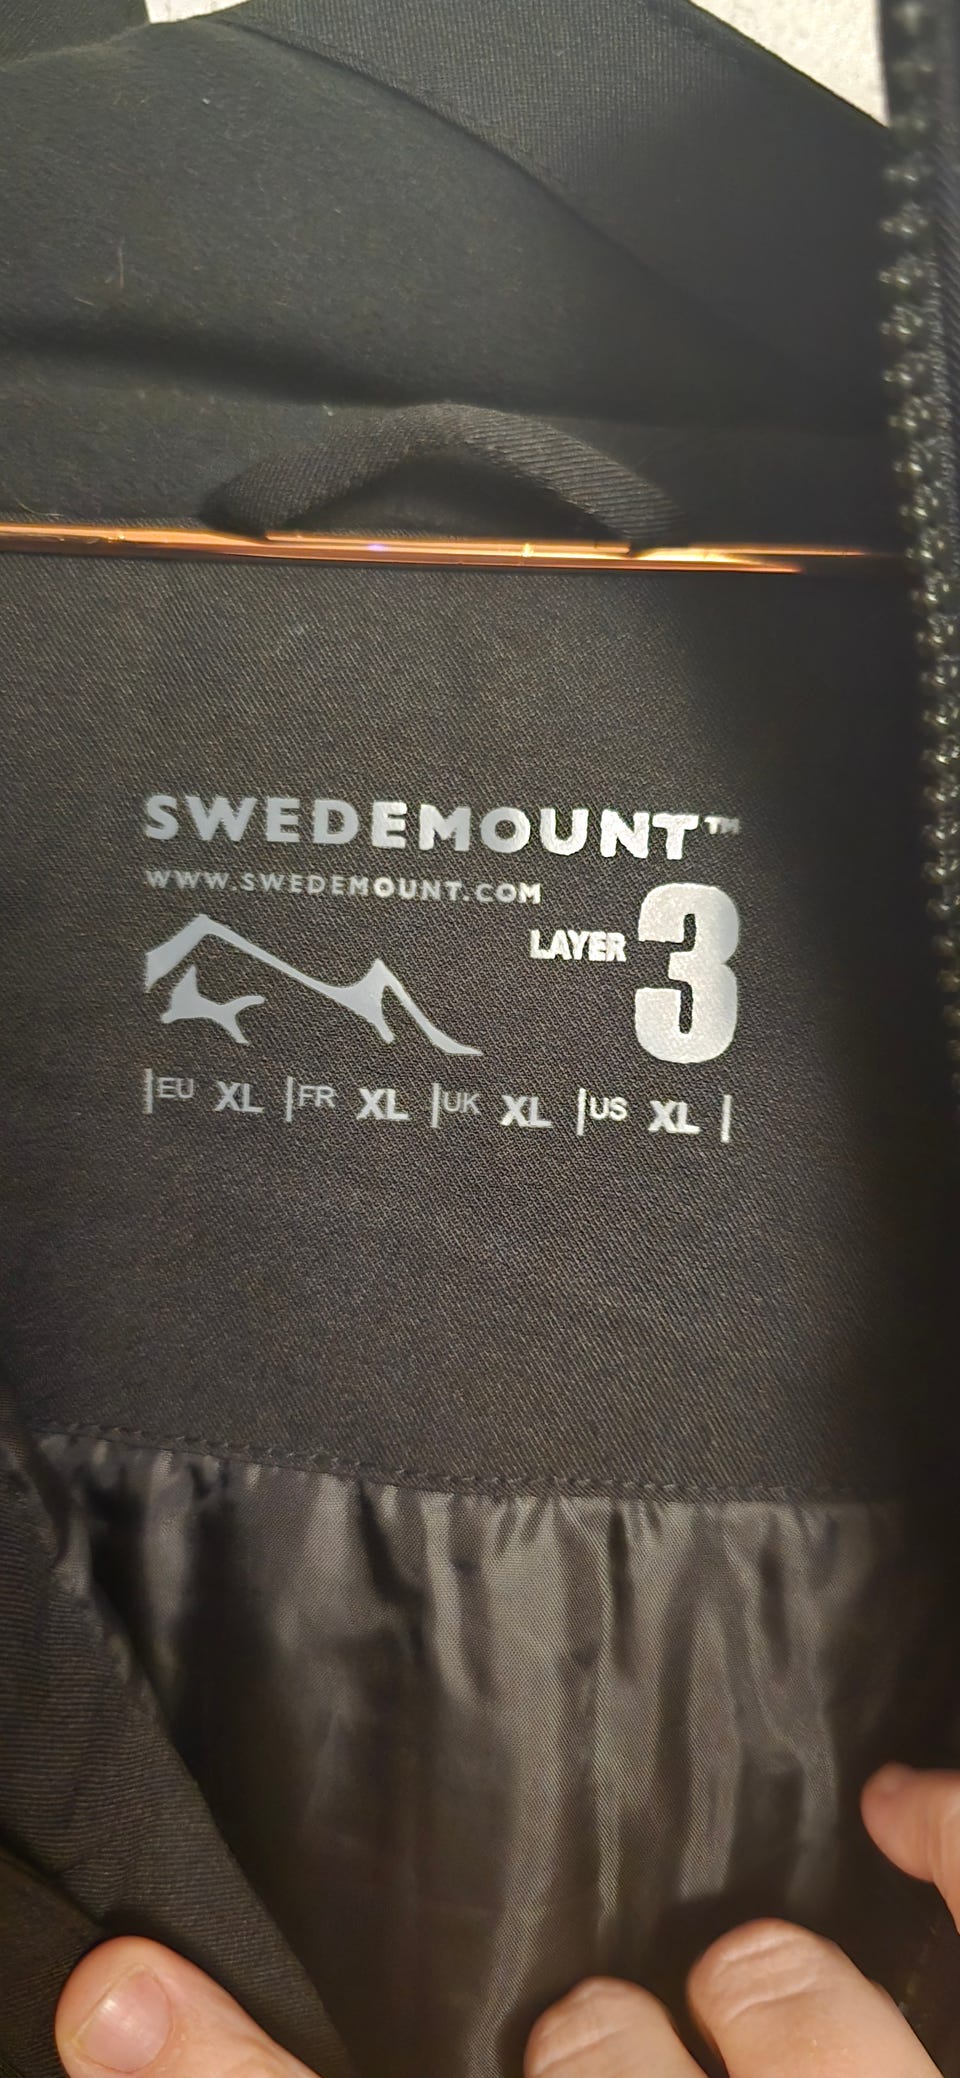 SWEDEMOUNT™
WWW.SWEDEMOUNT.COM
LAYER 3
|EU XL |FR XL |UK XL |US XL |